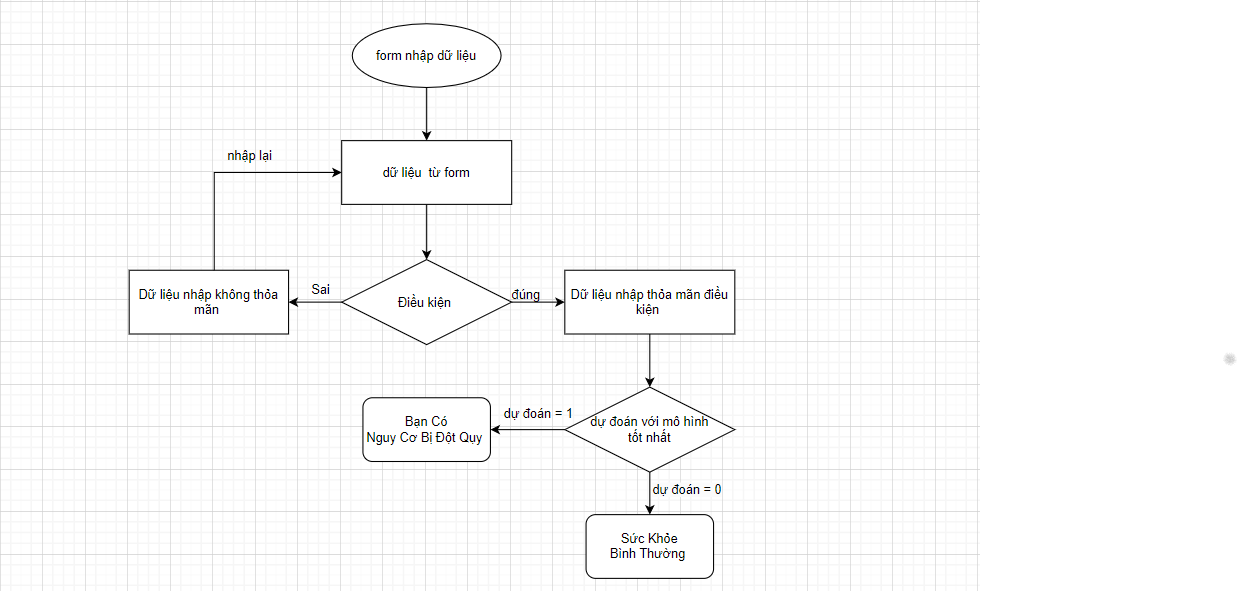 form nhập dữ liệu
nhập lại
dữ liệu  từ form
Sai
Điều kiện
đúng
Dữ liệu nhập không thỏa
mãn
Dữ liệu nhập thỏa mãn điều
kiện
dự đoán = 1
Bạn Có
Nguy Cơ Bị Đột Quy
dự đoán với mô hình
tốt nhất
dự đoán = 0
Sức Khỏe
Bình Thường